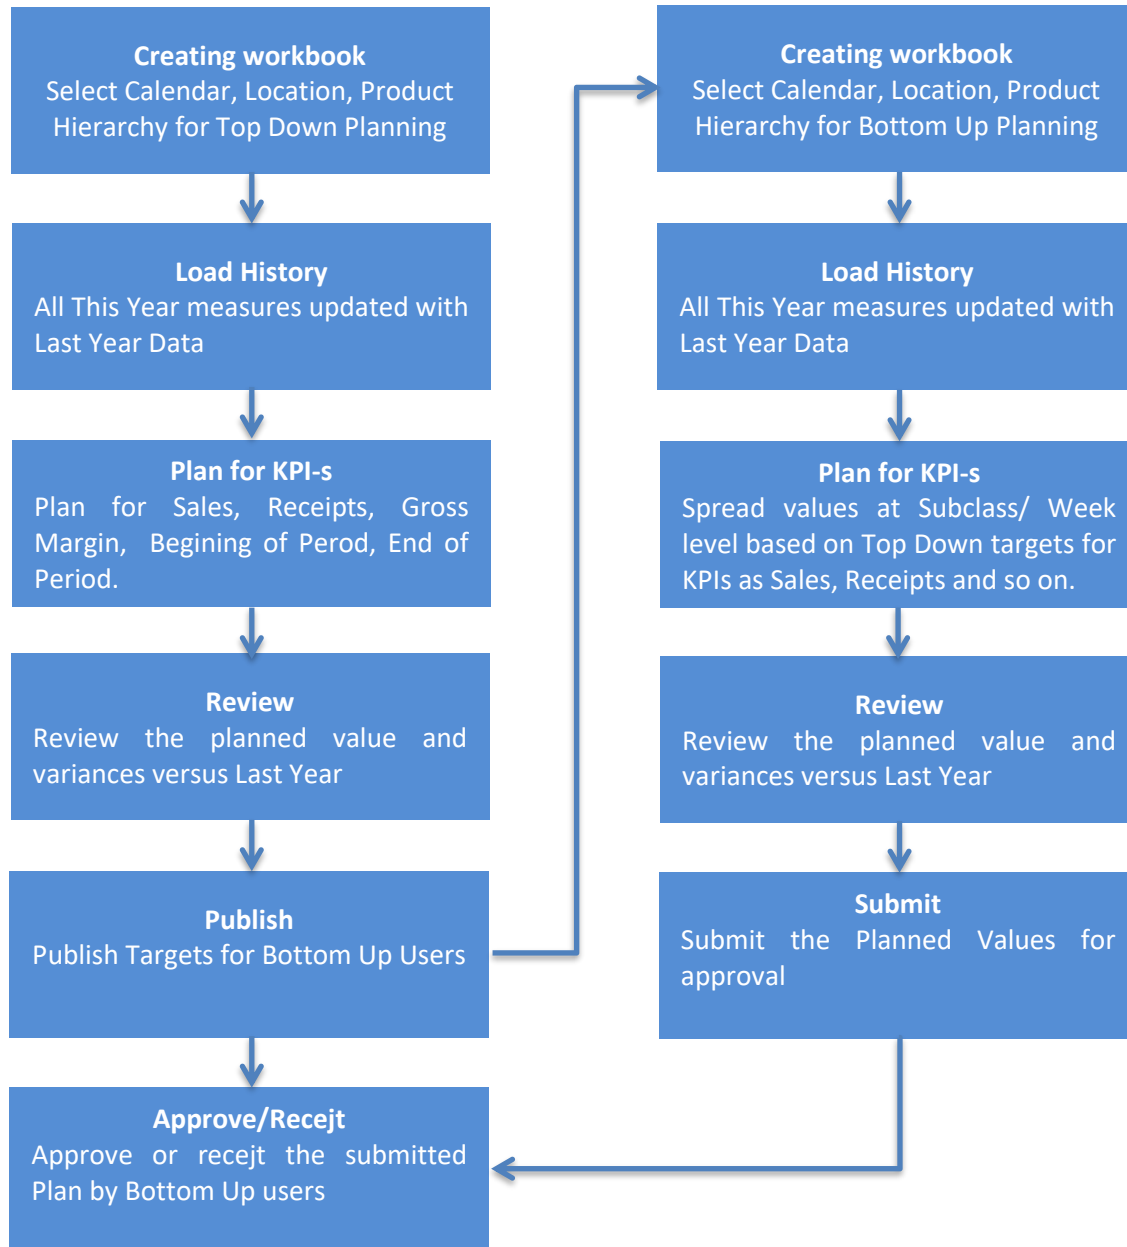 Creating workbook
Select Calendar, Location, Product
Hierarchy for Top Down Planning
Load History
All This Year measures updated with
Last Year Data
Plan for KPI-s
Plan for Sales, Receipts, Gross
Margin, Begining of Perod, End of
Period.
Review
Review the planned value and
variances versus Last Year
Publish
Publish Targets for Bottom Up Users
Approve/Recejt
Approve or recejt the submitted
Plan by Bottom Up users
Creating workbook
Select Calendar, Location, Product
Hierarchy for Bottom Up Planning
Load History
All This Year measures updated with
Last Year Data
Plan for KPI-s
Spread values at Subclass/ Week
level based on Top Down targets for
KPIs as Sales, Receipts and so on.
Review
Review the planned value and
variances versus Last Year
Submit
Submit the Planned Values for
approval